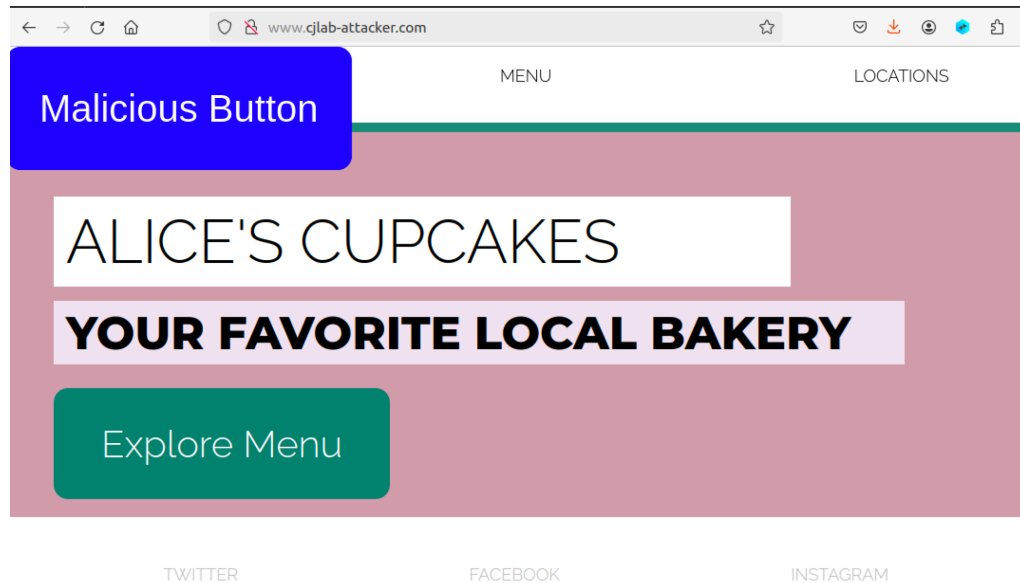 www.cjlab-attacker.com
MENU
LOCATIONS
Malicious Button
ALICE'S CUPCAKES
YOUR FAVORITE LOCAL BAKERY
Explore Menu
TWITTER
FACEBOOK
INSTAGRAM